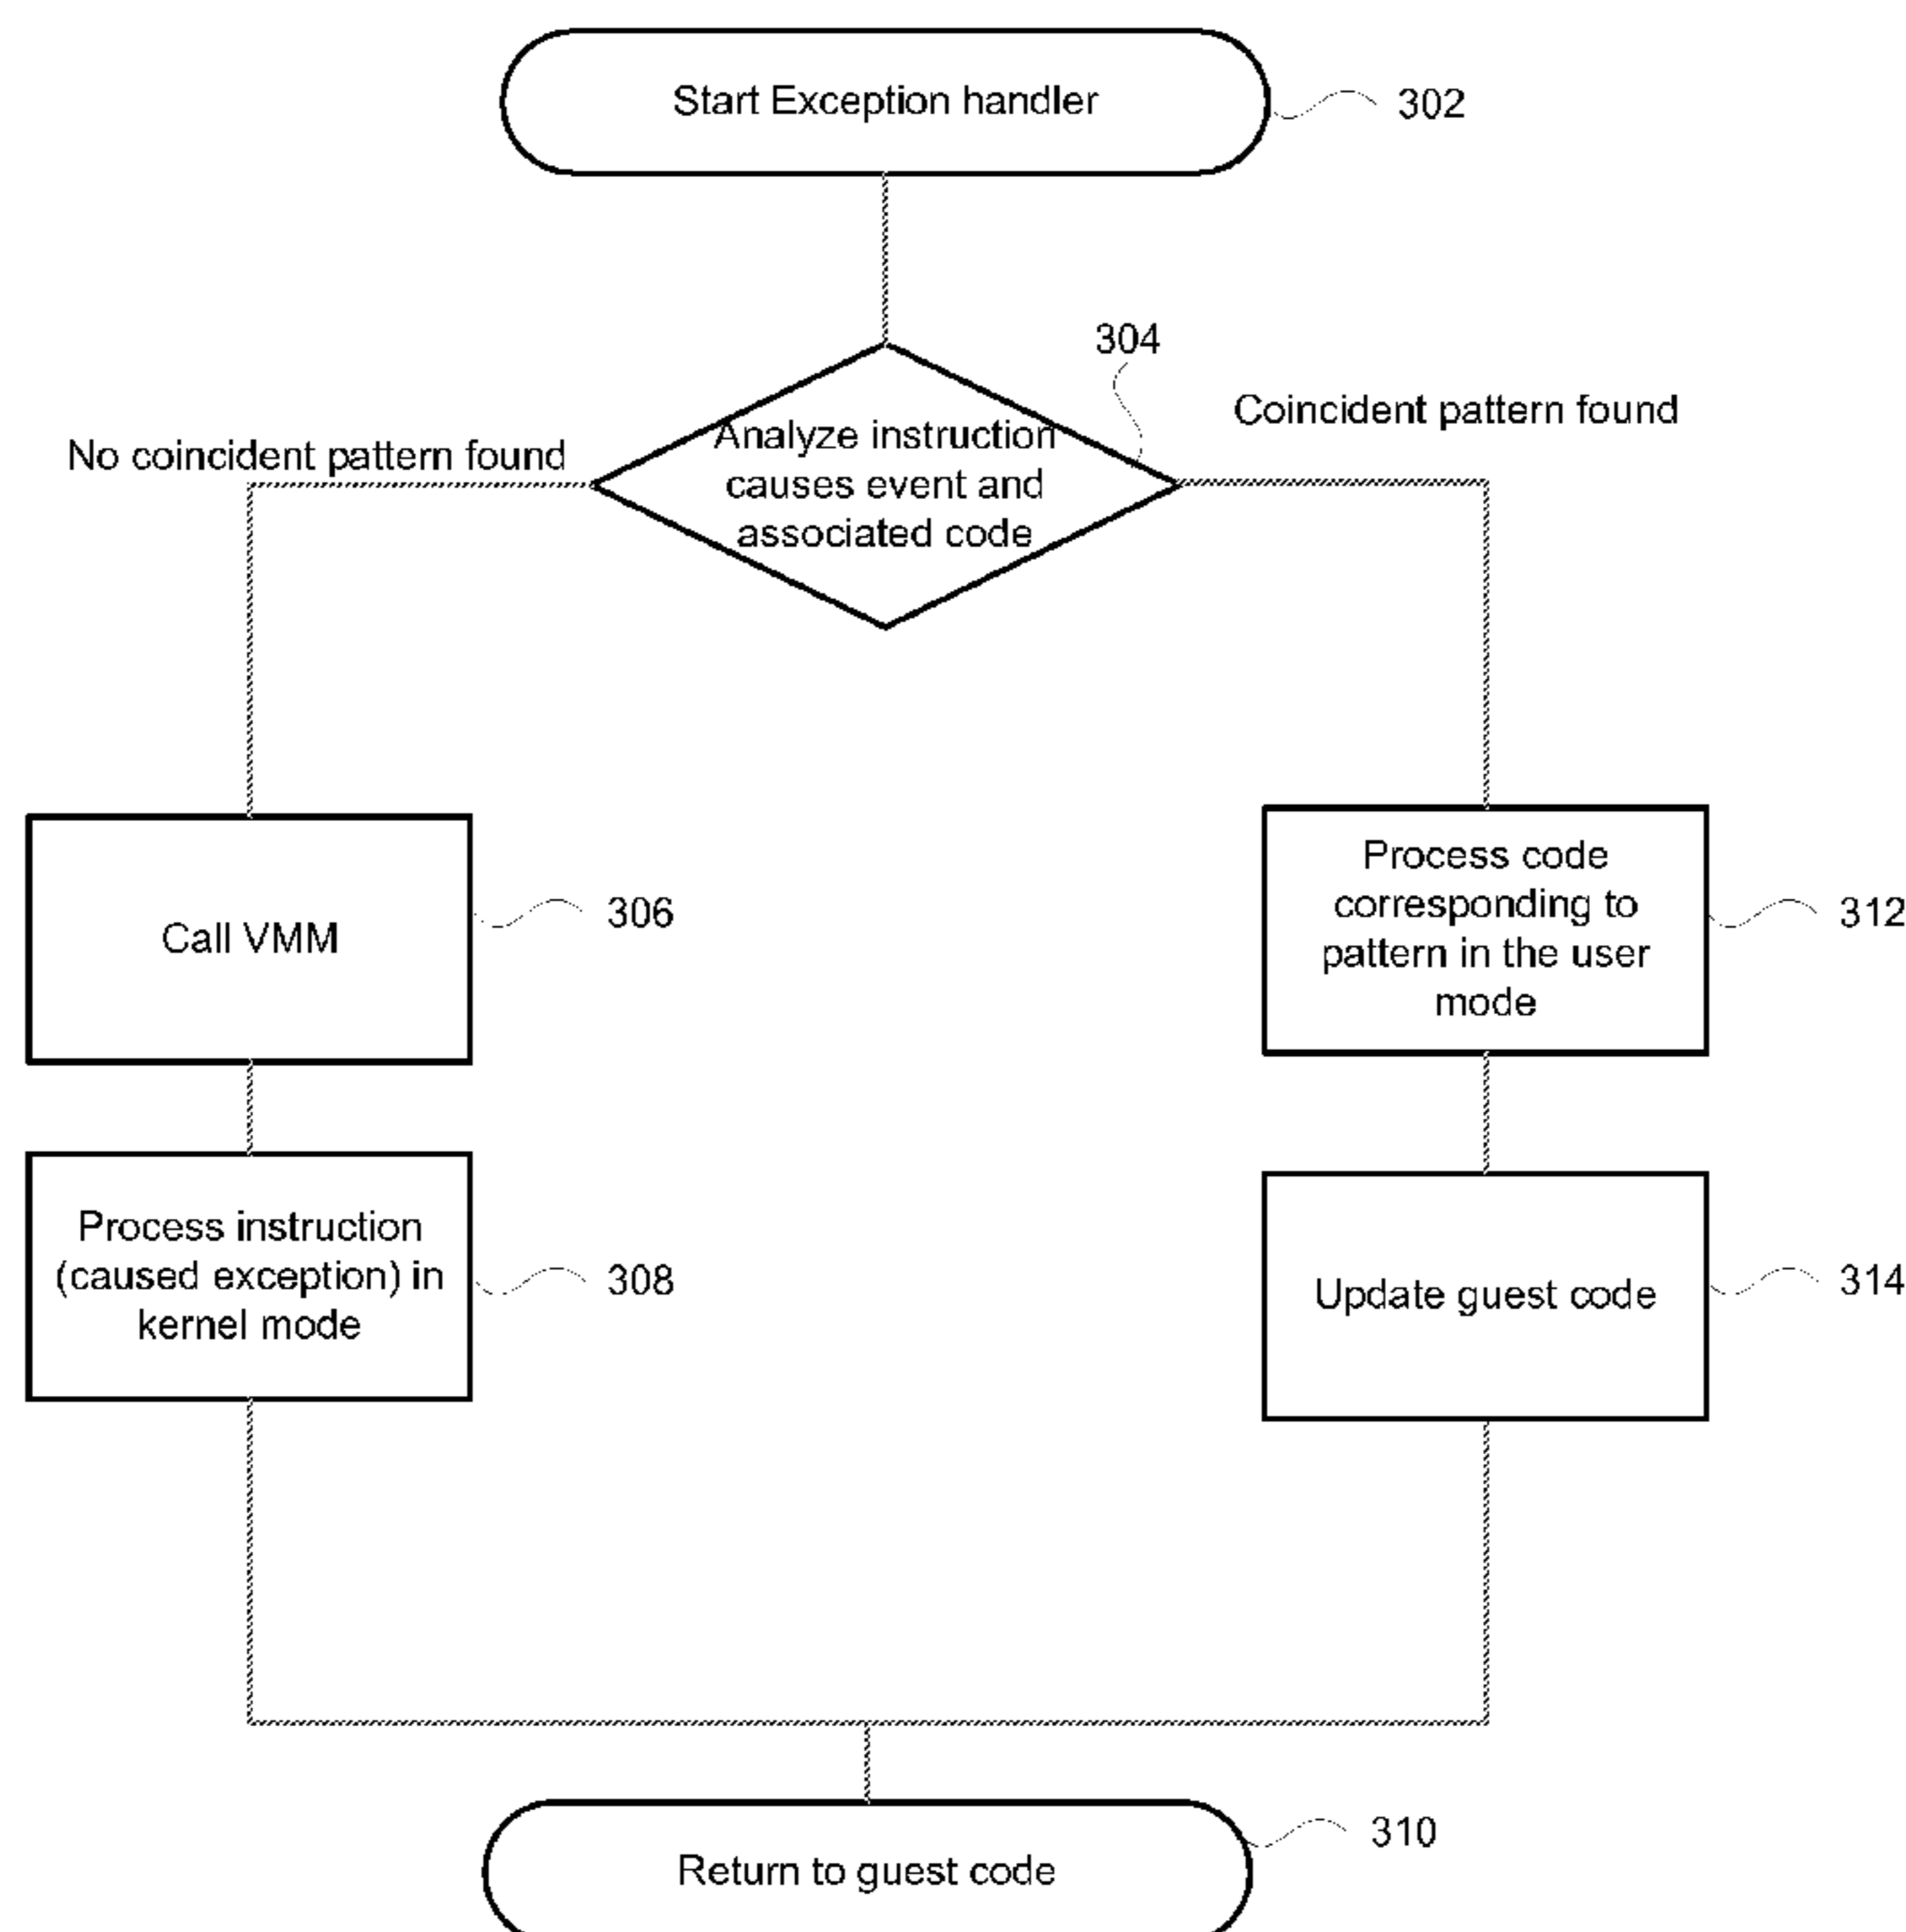 Start Exception handler
302
304
Coincident pattern found
No coincident pattern found
Analyze instruction
causes event and
associated code
Call VMM
306
Process code
corresponding to
pattern in the user
mode
312
Process instruction
(caused exception) in
kernel mode
308
Update guest code
314
Return to guest code
310